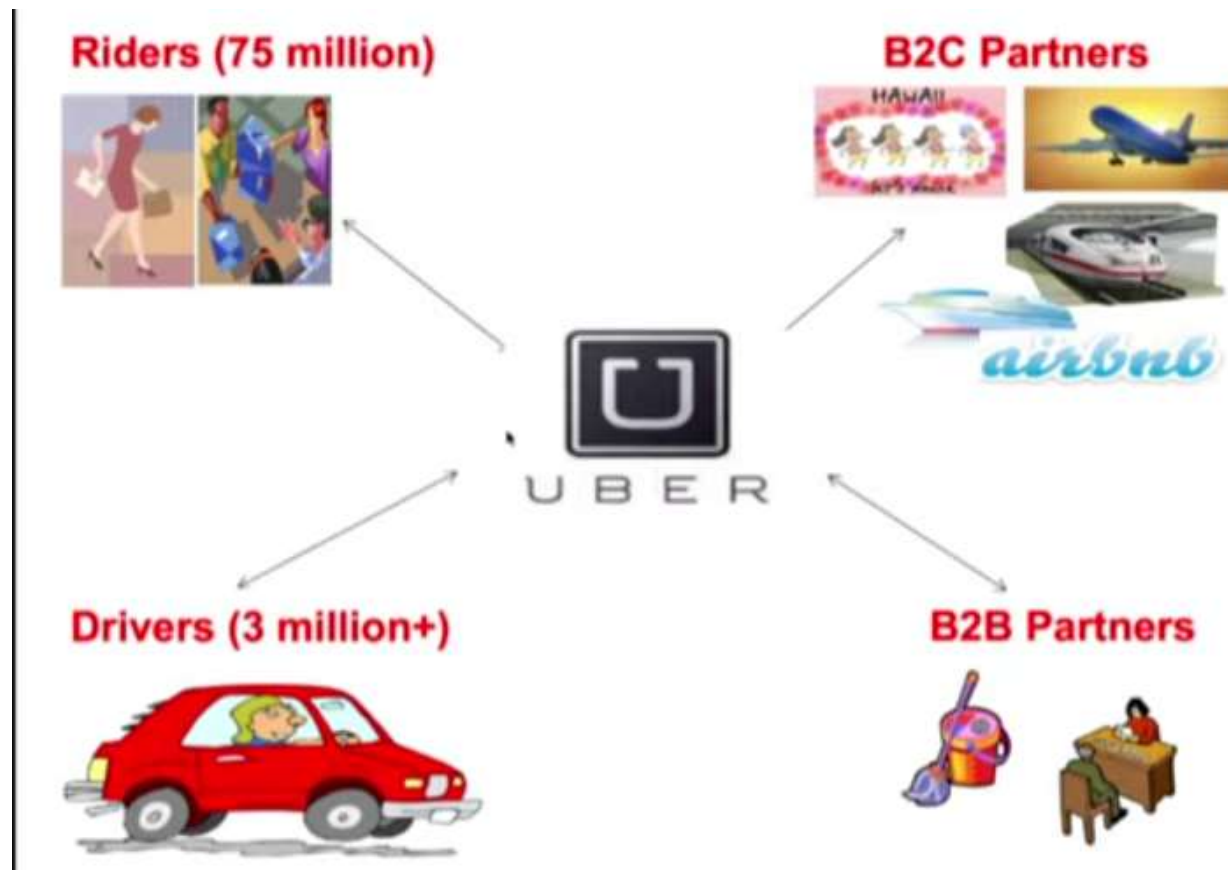 Riders (75 million)
B2C Partners
HAWAII
airbnb
U
UBER
Drivers (3 million+)
B2B Partners